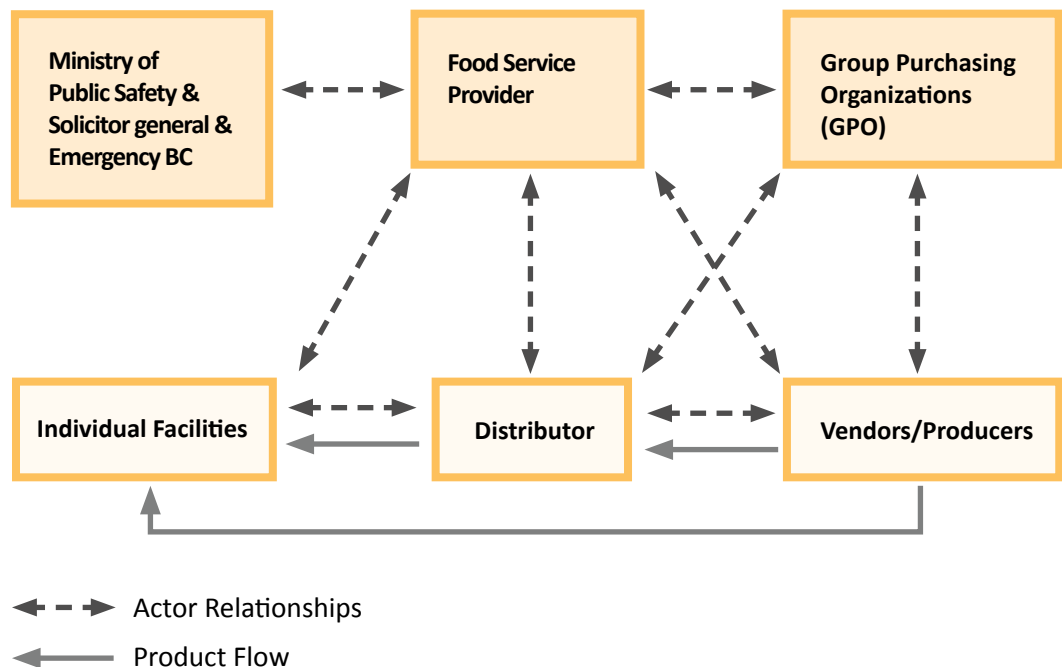 Ministry of
Public Safety &
Solicitor general &
Emergency BC
Food Service
Provider
Group Purchasing
Organizations
(GPO)
Individual Facilities
Distributor
Vendors/Producers
Actor Relationships
Product Flow